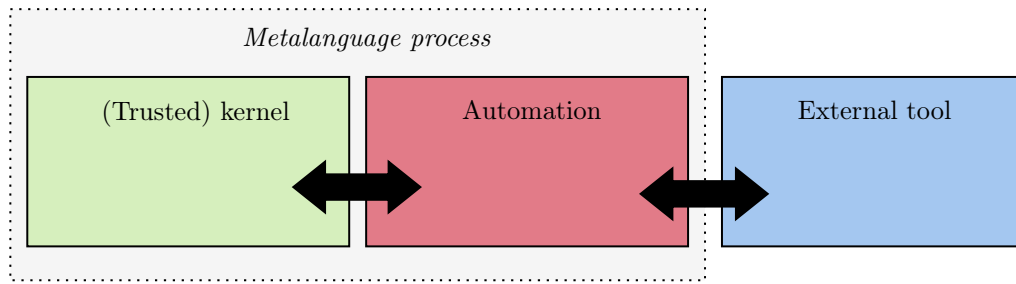 Metalanguage process
(Trusted) kernel
Automation
External tool